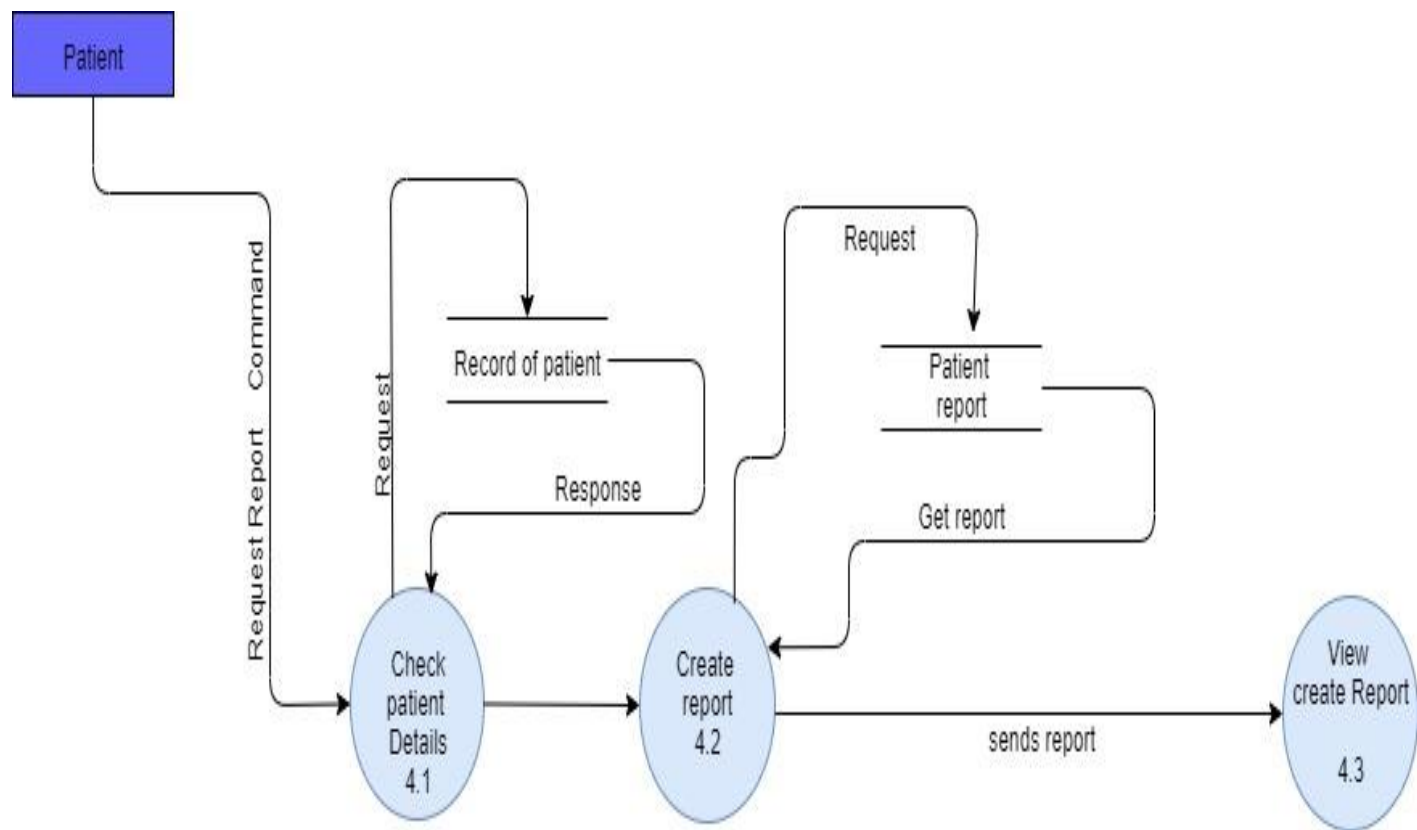 Patient
Request Report Command
Request
Record of patient
Response
Request
Patient
report
Get report
Check
patient
Details
4.1
Create
report
4.2
sends report
View
create Report
4.3